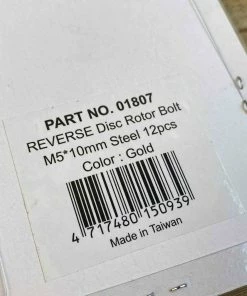 PART NO. 01807
REVERSE Disc Rotor Bolt
M5*10mm Steel 12pcs
Color : Gold
4 717480 150939
Made in Taiwan